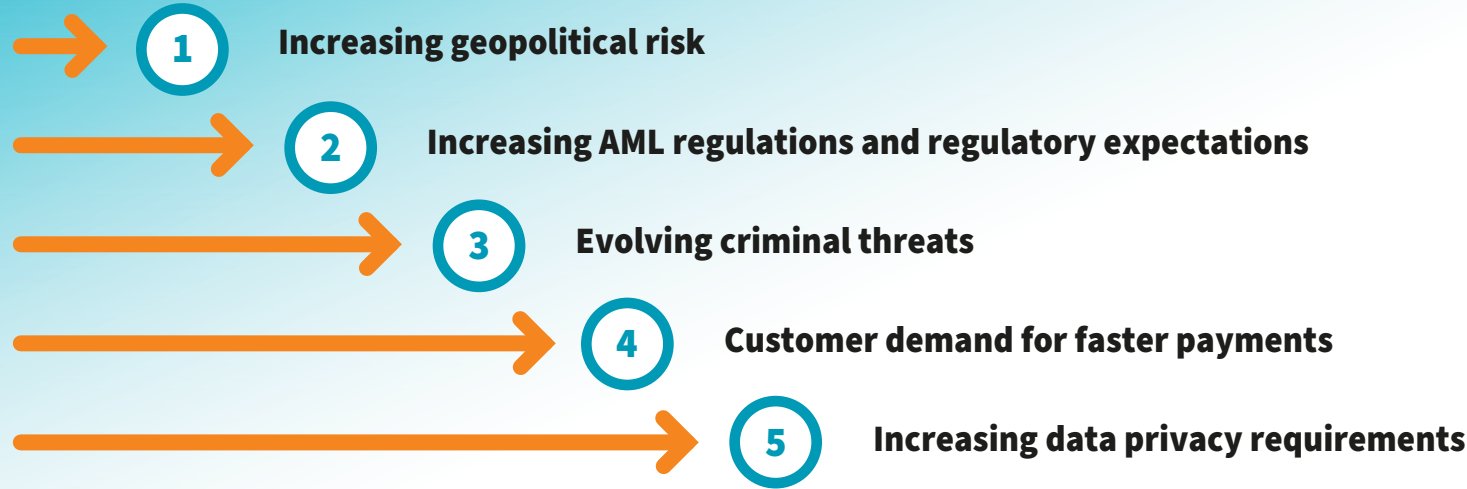 1 Increasing geopolitical risk
2 Increasing AML regulations and regulatory expectations
3 Evolving criminal threats
4 Customer demand for faster payments
5 Increasing data privacy requirements